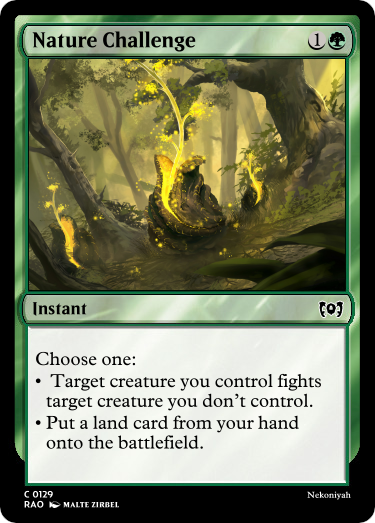 Nature Challenge 1
Instant
Choose one:
• Target creature you control fights
target creature you don't control.
• Put a land card from your hand
onto the battlefield.
C 0129
RAO MALTE ZIRBEL
Nekoniyah